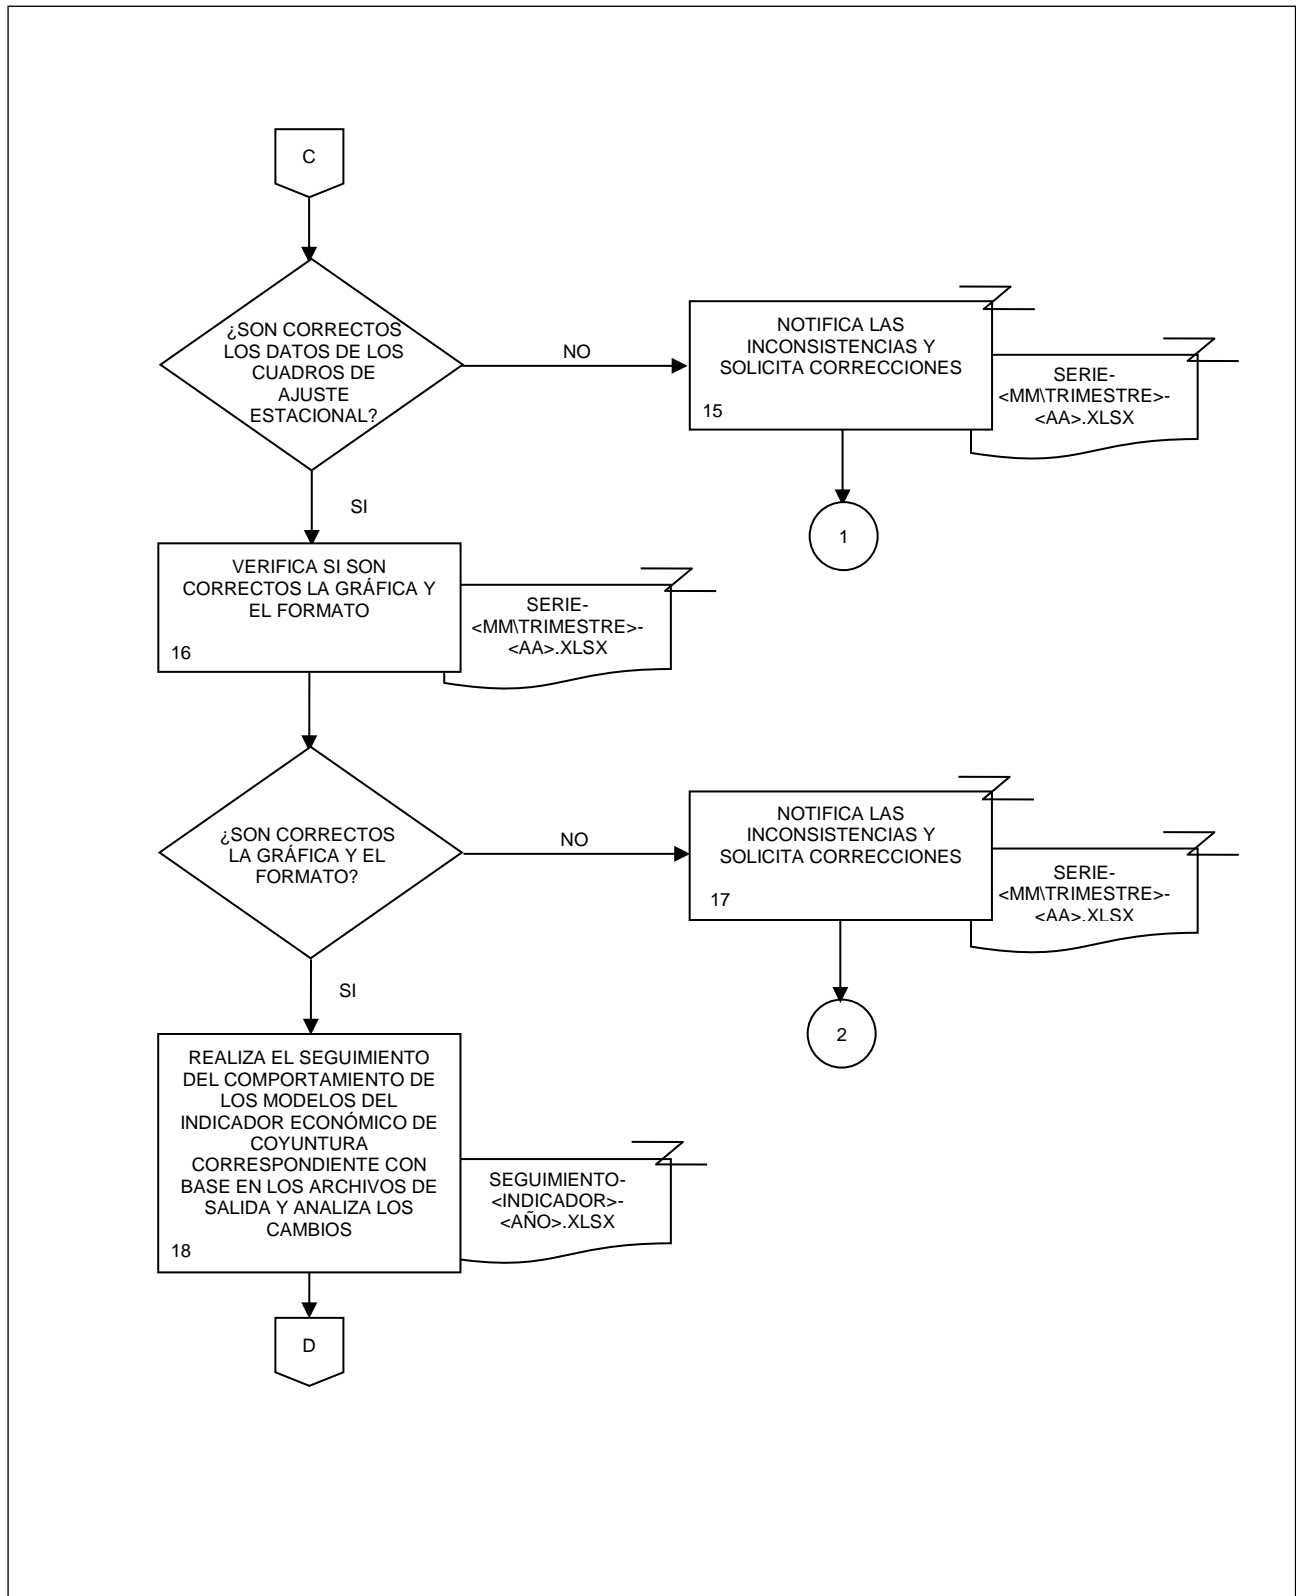 C
¿SON CORRECTOS
LOS DATOS DE LOS
CUADROS DE
AJUSTE
ESTACIONAL?
NO
NOTIFICA LAS
INCONSISTENCIAS Y
SOLICITA CORRECCIONES
15
SERIE-
<MM\TRIMESTRE>-
<AA>.XLSX
1
SI
VERIFICA SI SON
CORRECTOS LA GRÁFICA Y
EL FORMATO
16
SERIE-
<MM\TRIMESTRE>-
<AA>.XLSX
¿SON CORRECTOS
LA GRÁFICA Y EL
FORMATO?
NO
NOTIFICA LAS
INCONSISTENCIAS Y
SOLICITA CORRECCIONES
17
SERIE-
<MM\TRIMESTRE>-
<AA>.XLSX
2
SI
REALIZA EL SEGUIMIENTO
DEL COMPORTAMIENTO DE
LOS MODELOS DEL
INDICADOR ECONÓMICO DE
COYUNTURA
CORRESPONDIENTE CON
BASE EN LOS ARCHIVOS DE
SALIDA Y ANALIZA LOS
CAMBIOS
18
SEGUIMIENTO-
<INDICADOR>-
<AÑO>.XLSX
D